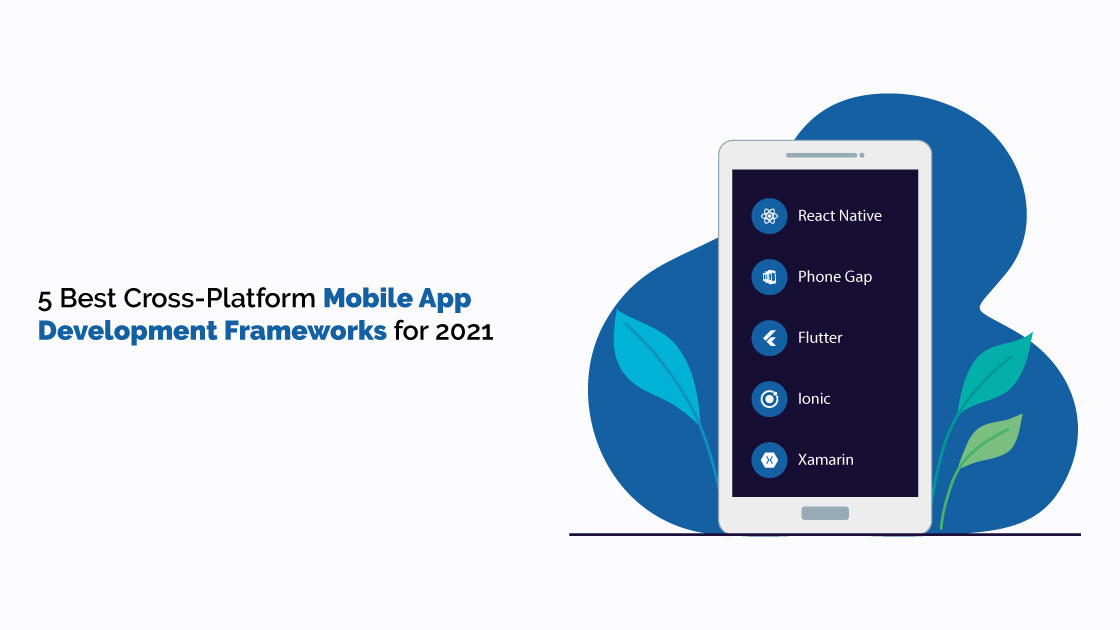 5 Best Cross-Platform Mobile App
Development Frameworks for 2021
React Native
Phone Gap
Flutter
Ionic
Xamarin